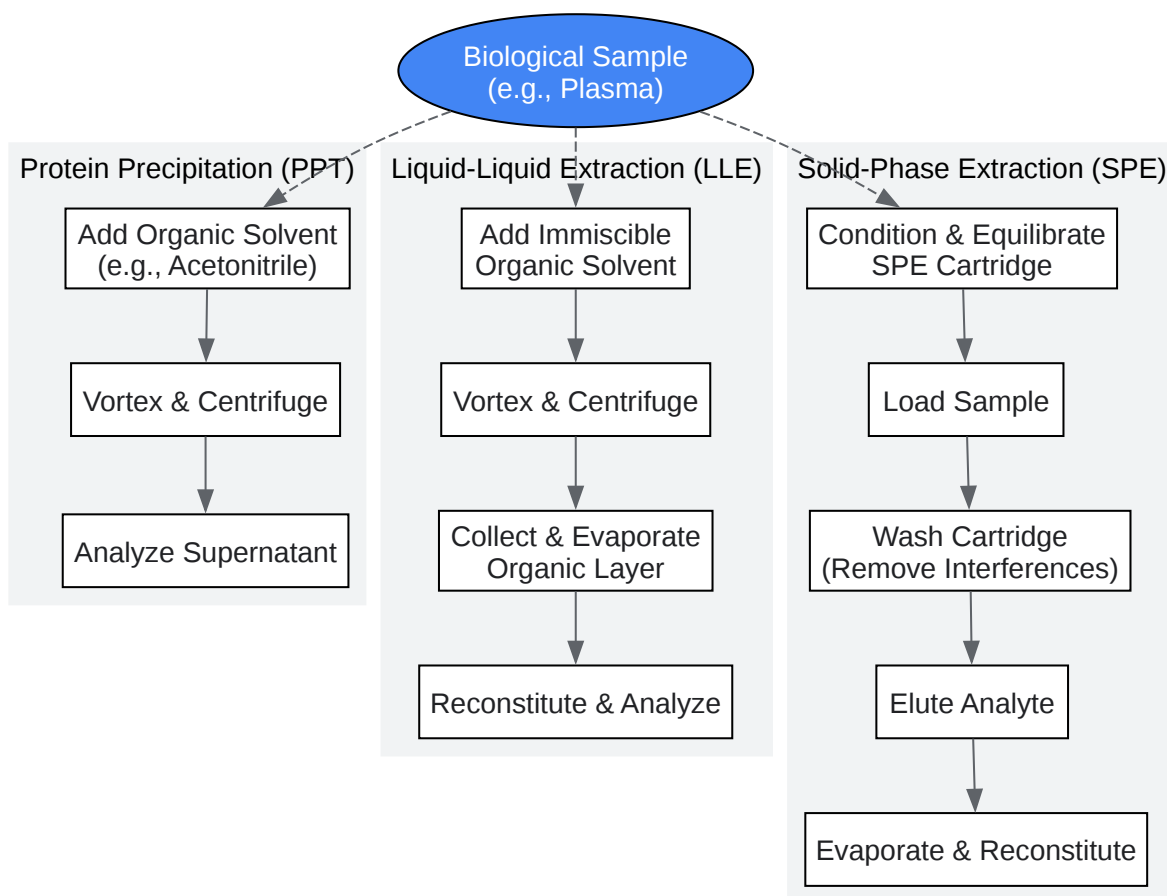 Biological Sample
(e.g., Plasma)
Protein Precipitation (PPT)
Add Organic Solvent
(e.g., Acetonitrile)
Vortex & Centrifuge
Analyze Supernatant
Liquid-Liquid Extraction (LLE)
Add Immiscible
Organic Solvent
Vortex & Centrifuge
Collect & Evaporate
Organic Layer
Reconstitute & Analyze
Solid-Phase Extraction (SPE)
Condition & Equilibrate
SPE Cartridge
Load Sample
Wash Cartridge
(Remove Interferences)
Elute Analyte
Evaporate & Reconstitute